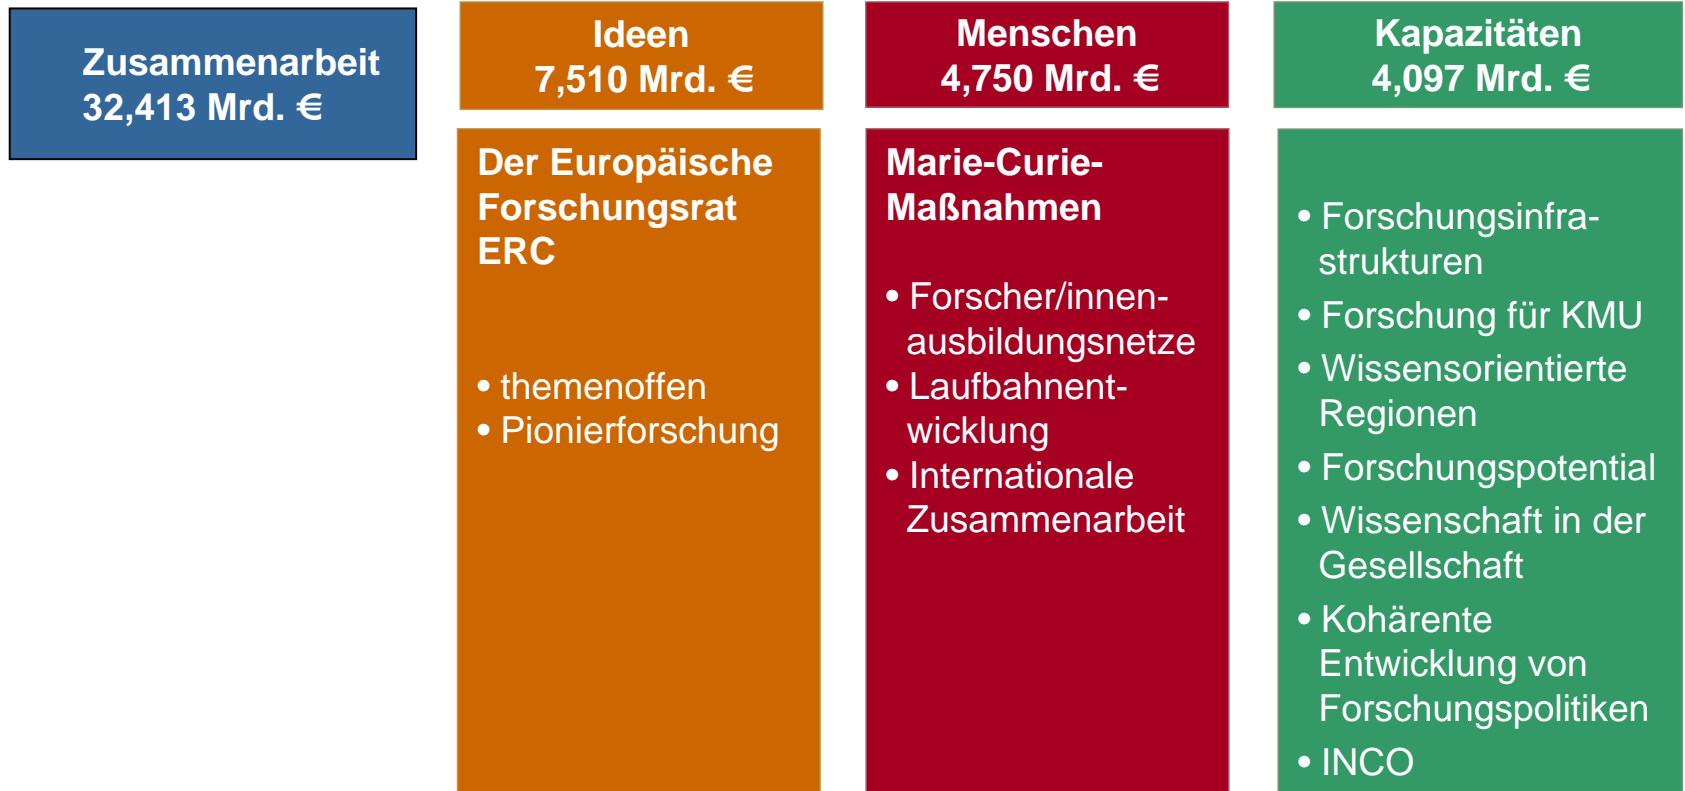 Zusammenarbeit
32,413 Mrd. €
Ideen
7,510 Mrd. €
Der Europäische
Forschungsrat
ERC
• themenoffen
• Pionierforschung
Menschen
4,750 Mrd. €
Marie-Curie-
Maßnahmen
• Forscher/innen-
ausbildungsnetze
• Laufbahnent-
wicklung
• Internationale
Zusammenarbeit
Kapazitäten
4,097 Mrd. €
• Forschungsinfra-
strukturen
• Forschung für KMU
• Wissensorientierte
Regionen
• Forschungspotential
• Wissenschaft in der
Gesellschaft
• Kohärente
Entwicklung von
Forschungspolitiken
• INCO